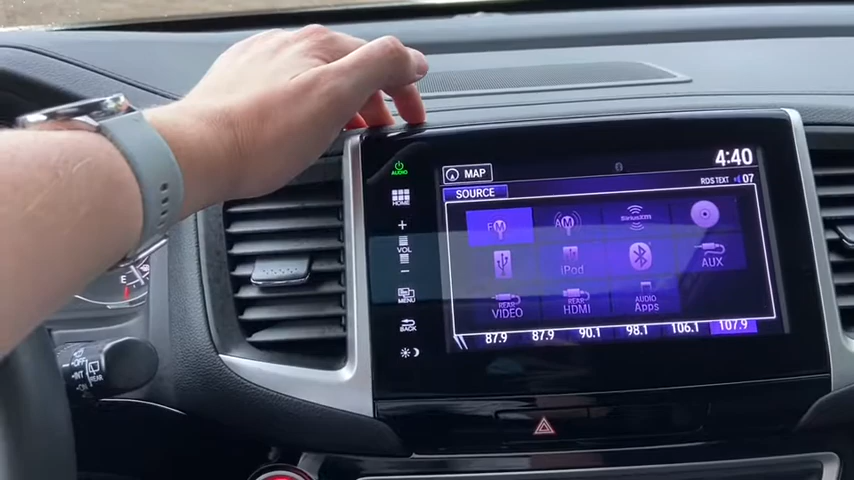 AUDIO
MAP
4:40
RDS TEXT 07
HOME
SOURCE
+
VOL
-
FM AM SiriusXM
iPod AUX
MENU
REAR VIDEO REAR HDMI AUDIO Apps
BACK
87.9 87.9 90.1 98.1 106.1 107.9
E